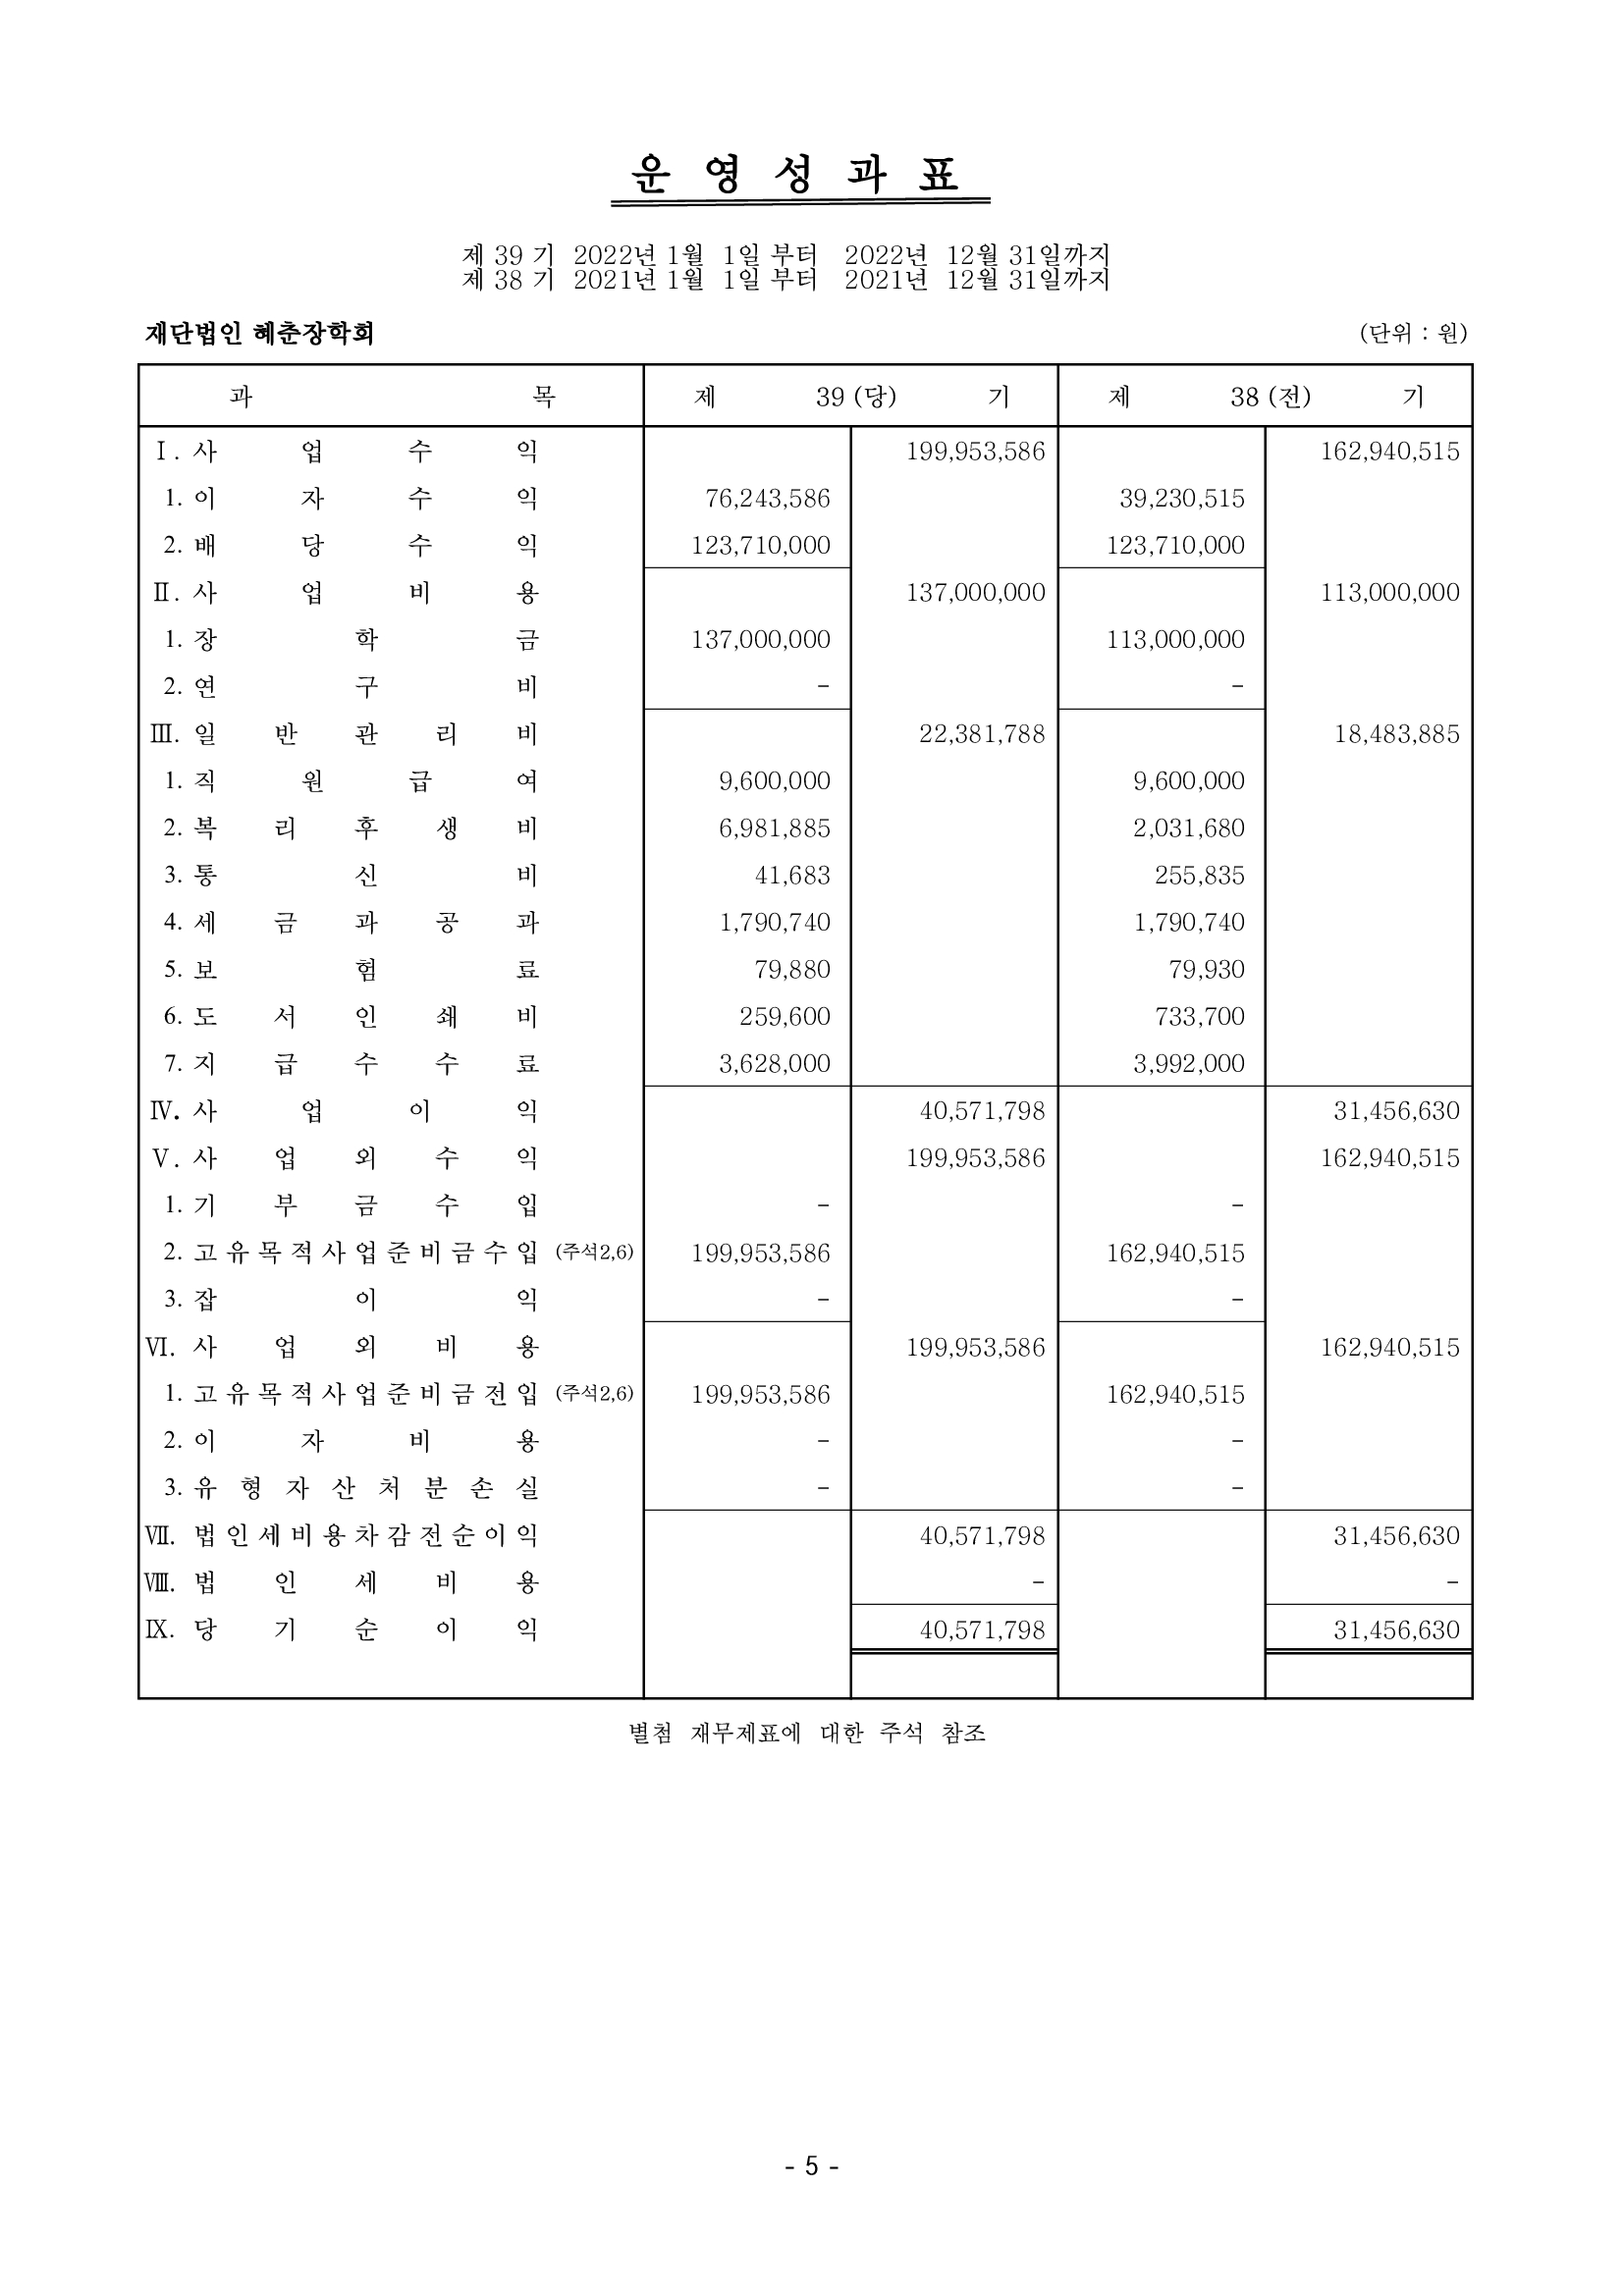 운 영 성 과 표
제 39 기 2022년 1월 1일 부터 2022년 12월 31일까지
제 38 기 2021년 1월 1일 부터 2021년 12월 31일까지
재단법인 혜춘장학회 (단위 : 원)
과 목 제 39 (당) 기 제 38 (전) 기
Ⅰ. 사 업 수 익 199,953,586 162,940,515
1. 이 자 수 익 76,243,586 39,230,515
2. 배 당 수 익 123,710,000 123,710,000
Ⅱ. 사 업 비 용 137,000,000 113,000,000
1. 장 학 금 137,000,000 113,000,000
2. 연 구 비 - -
Ⅲ. 일 반 관 리 비 22,381,788 18,483,885
1. 직 원 급 여 9,600,000 9,600,000
2. 복 리 후 생 비 6,981,885 2,031,680
3. 통 신 비 41,683 255,835
4. 세 금 과 공 과 1,790,740 1,790,740
5. 보 험 료 79,880 79,930
6. 도 서 인 쇄 비 259,600 733,700
7. 지 급 수 수 료 3,628,000 3,992,000
Ⅳ. 사 업 이 익 40,571,798 31,456,630
Ⅴ. 사 업 외 수 익 199,953,586 162,940,515
1. 기 부 금 수 입 - -
2. 고 유 목 적 사 업 준 비 금 수 입 (주석2,6) 199,953,586 162,940,515
3. 잡 이 익 - -
Ⅵ. 사 업 외 비 용 199,953,586 162,940,515
1. 고 유 목 적 사 업 준 비 금 전 입 (주석2,6) 199,953,586 162,940,515
2. 이 자 비 용 - -
3. 유 형 자 산 처 분 손 실 - -
Ⅶ. 법 인 세 비 용 차 감 전 순 이 익 40,571,798 31,456,630
Ⅷ. 법 인 세 비 용 - -
Ⅸ. 당 기 순 이 익 40,571,798 31,456,630
별첨 재무제표에 대한 주석 참조
- 5 -